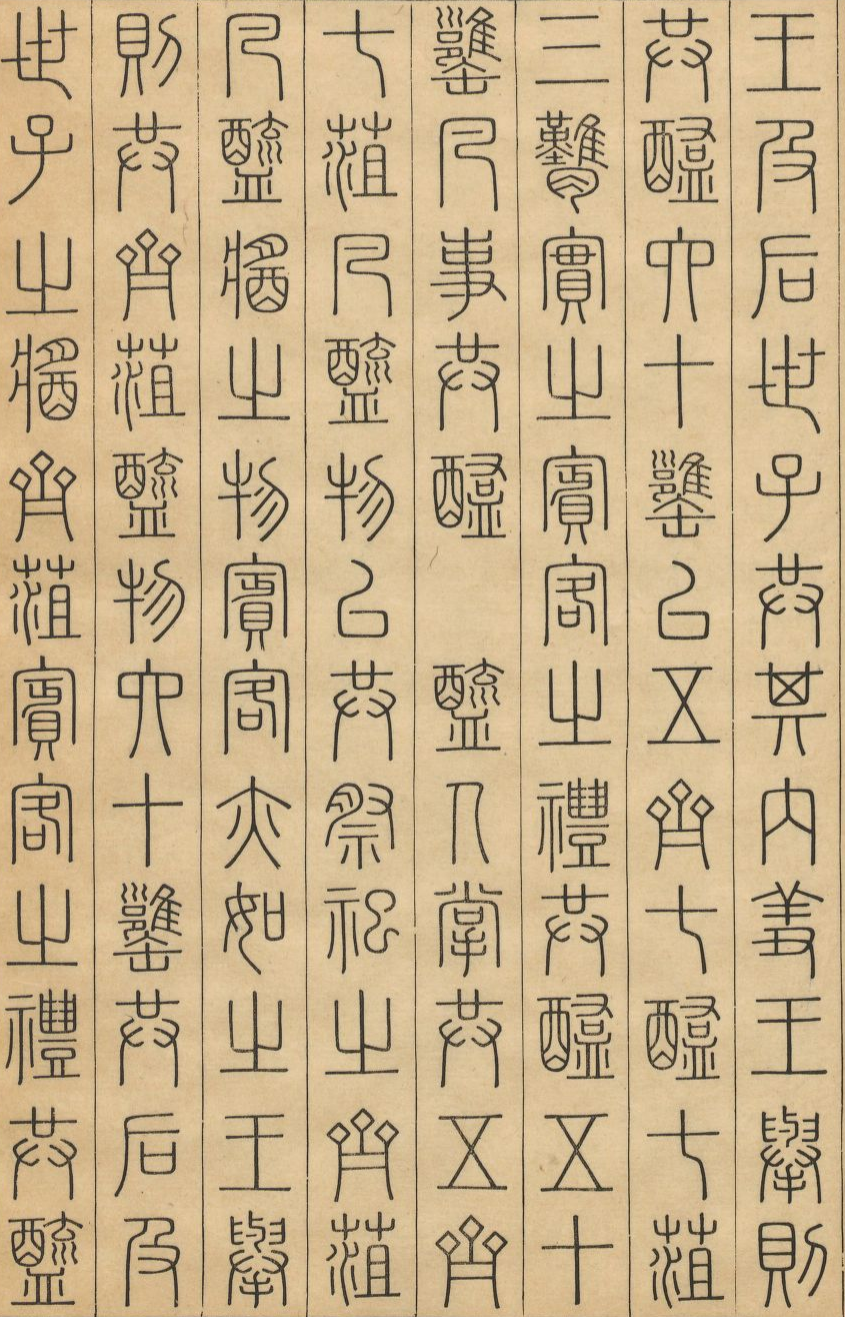 王及后世子共其內羞王舉則
共醢六十罋以五齊七醢七菹
三臡實之賓客之禮共醢五十
罋凡事共醢　醯人掌共五齊
七菹凡醯物以共祭祀之齊菹
凡醯醬之物賓客亦如之王舉
則共齊菹醯物六十罋共后及
世子之醬齊菹賓客之禮共醯